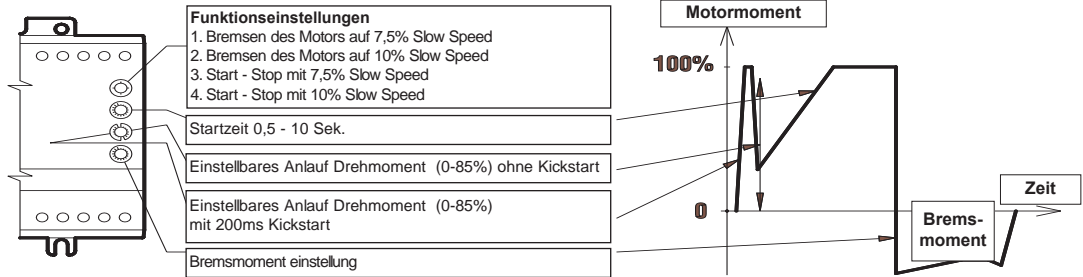 Funktionseinstellungen
1. Bremsen des Motors auf 7,5% Slow Speed
2. Bremsen des Motors auf 10% Slow Speed
3. Start - Stop mit 7,5% Slow Speed
4. Start - Stop mit 10% Slow Speed
Startzeit 0,5 - 10 Sek.
Einstellbares Anlauf Drehmoment (0-85%) ohne Kickstart
Einstellbares Anlauf Drehmoment (0-85%)
mit 200ms Kickstart
Bremsmoment einstellung
Motormoment
100%
0
Zeit
Brems-
moment